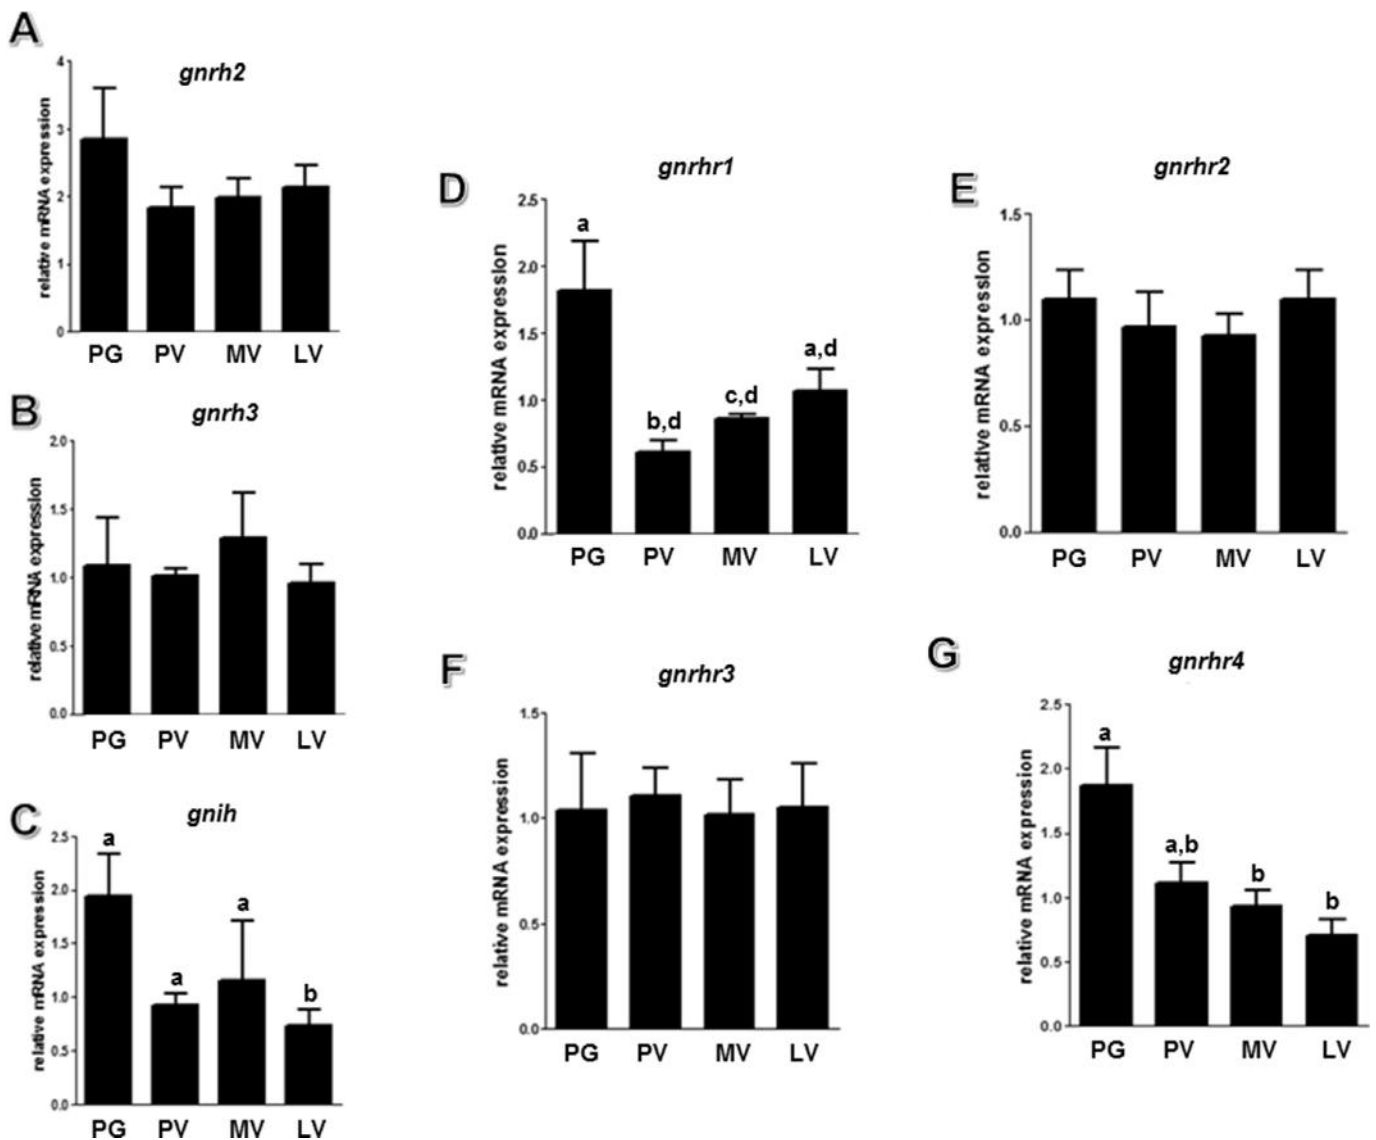 A
gnrh2
relative mRNA expression
4
3
2
1
0
PG PV MV LV
B
gnrh3
relative mRNA expression
2.0
1.5
1.0
0.5
0.0
PG PV MV LV
C
gnih
relative mRNA expression
2.5
2.0
1.5
1.0
0.5
0.0
a
a
a
b
PG PV MV LV
D
gnrhr1
relative mRNA expression
2.5
2.0
1.5
1.0
0.5
0.0
a
b,d
c,d
a,d
PG PV MV LV
E
gnrhr2
relative mRNA expression
1.5
1.0
0.5
0.0
PG PV MV LV
F
gnrhr3
relative mRNA expression
1.5
1.0
0.5
0.0
PG PV MV LV
G
gnrhr4
relative mRNA expression
2.5
2.0
1.5
1.0
0.5
0.0
a
a,b
b
b
PG PV MV LV